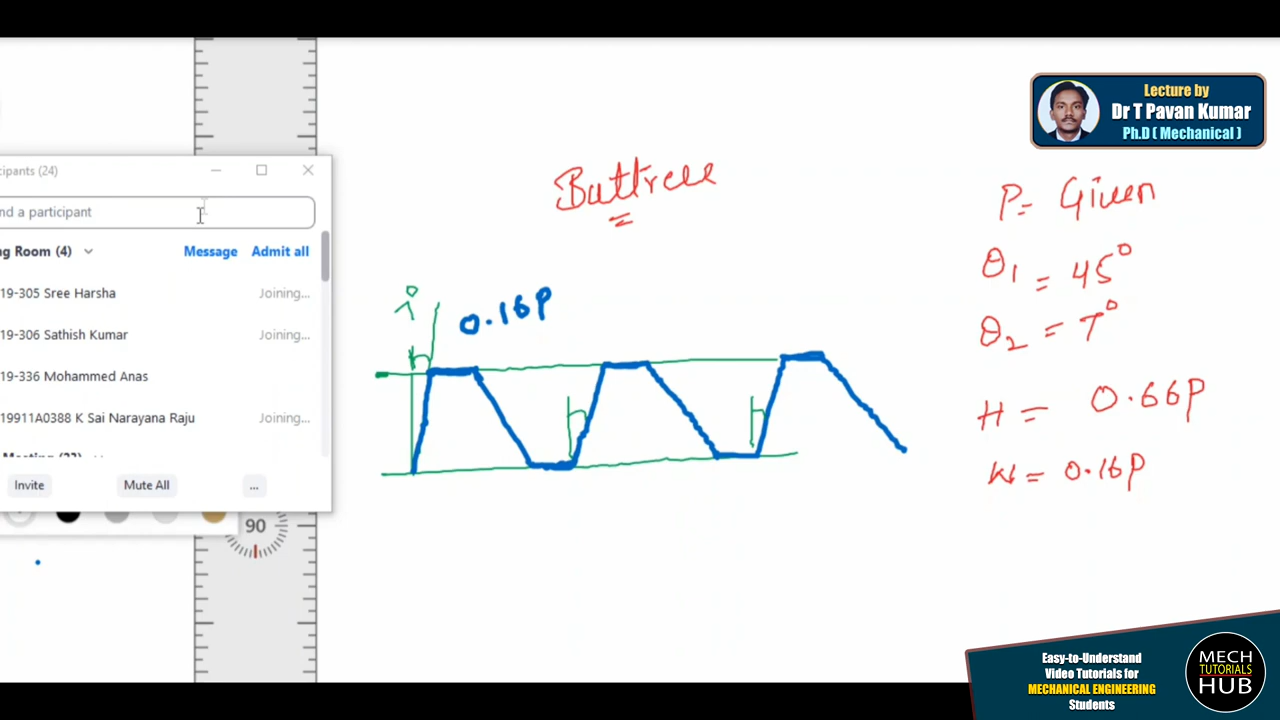 Lecture by
Dr T Pavan Kumar
Ph.D ( Mechanical )
cipants (24)
nd a participant
ng Room (4)
Message
Admit all
19-305 Sree Harsha
Joining...
19-306 Sathish Kumar
Joining...
19-336 Mohammed Anas
19911A0388 K Sai Narayana Raju
Joining...
Invite
Mute All
...
90
Buttress
7°
0.16P
P = Given
θ1 = 45°
θ2 = 7°
H = 0.66P
W = 0.16P
Easy-to-Understand
Video Tutorials for
MECHANICAL ENGINEERING
Students
MECH
TUTORIALS
HUB